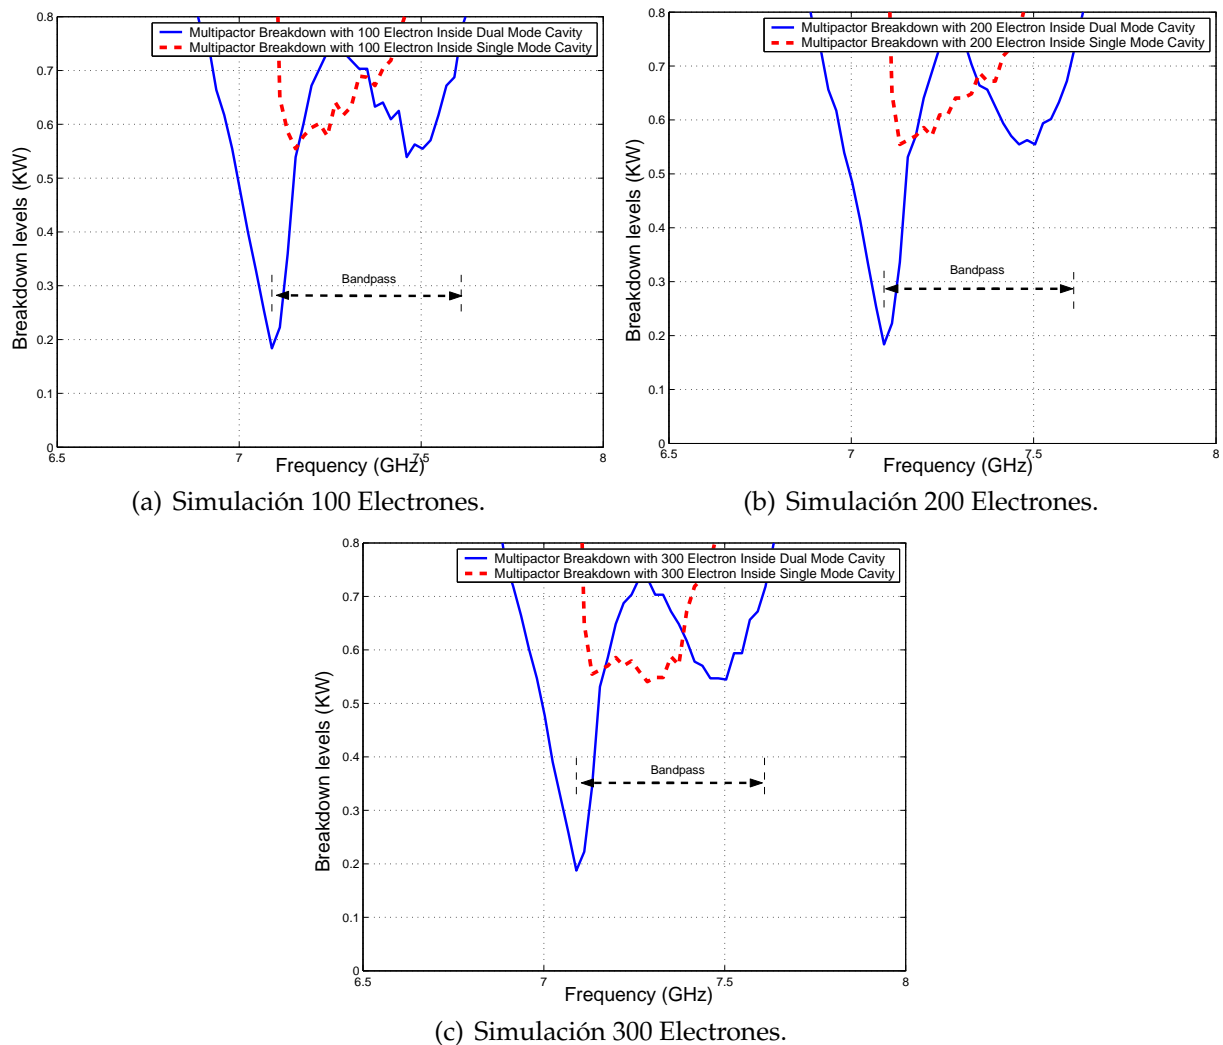 0.8
Multipactor Breakdown with 100 Electron Inside Dual Mode Cavity
Multipactor Breakdown with 100 Electron Inside Single Mode Cavity
0.7
0.6
0.5
0.4
0.3
0.2
0.1
0
Breakdown levels (KW)
Bandpass
6.5
7
7.5
8
Frequency (GHz)
(a) Simulación 100 Electrones.
0.8
Multipactor Breakdown with 200 Electron Inside Dual Mode Cavity
Multipactor Breakdown with 200 Electron Inside Single Mode Cavity
0.7
0.6
0.5
0.4
0.3
0.2
0.1
0
Breakdown levels (KW)
Bandpass
6.5
7
7.5
8
Frequency (GHz)
(b) Simulación 200 Electrones.
0.8
Multipactor Breakdown with 300 Electron Inside Dual Mode Cavity
Multipactor Breakdown with 300 Electron Inside Single Mode Cavity
0.7
0.6
0.5
0.4
0.3
0.2
0.1
0
Breakdown levels (KW)
Bandpass
6.5
7
7.5
8
Frequency (GHz)
(c) Simulación 300 Electrones.